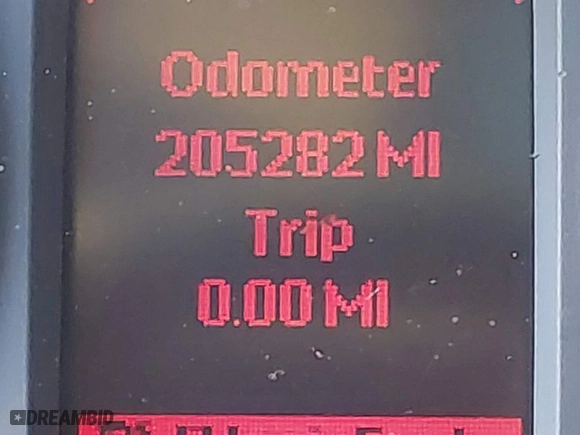 Odometer
205282 MI
Trip
0.00 MI
DREAMBID